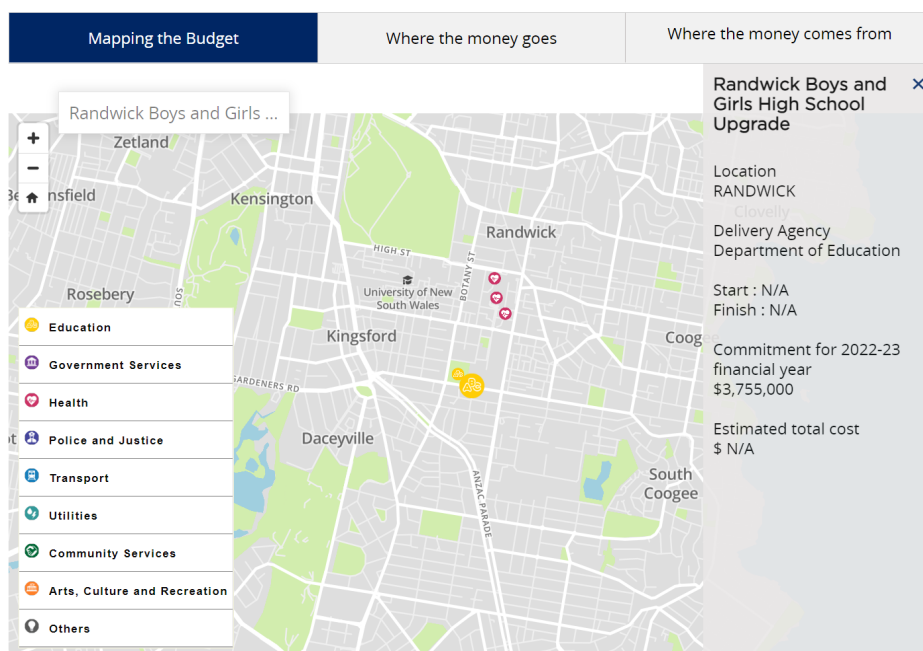 Mapping the Budget
Where the money goes
Where the money comes from
Randwick Boys and Girls ...
+
−
Zetland
nsfield
Kensington
Randwick
HIGH ST
BOTANY ST
University of New
South Wales
Rosebery
SOU
Kingsford
Coog
GARDENERS RD
Daceyville
ANZAC PARADE
South
Coogee
Education
Government Services
Health
Police and Justice
Transport
Utilities
Community Services
Arts, Culture and Recreation
Others
Randwick Boys and
Girls High School
Upgrade
Location
RANDWICK
Clovelly
Delivery Agency
Department of Education
Start : N/A
Finish : N/A
Commitment for 2022-23
financial year
$3,755,000
Estimated total cost
$ N/A